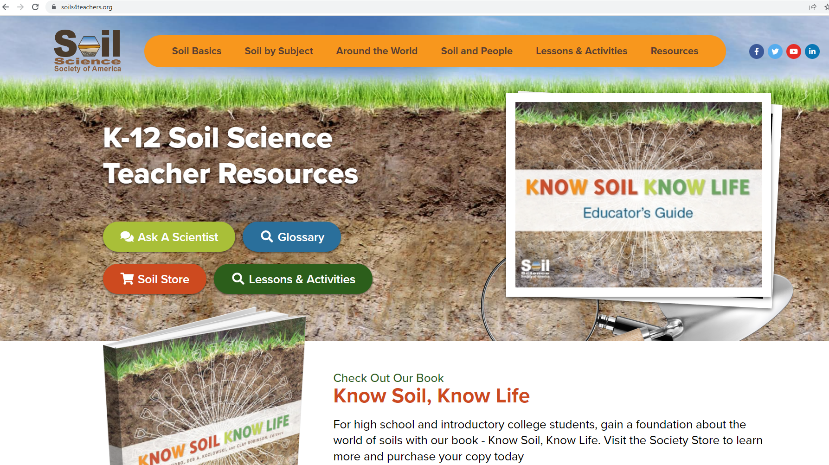 soils4teachers.org
Soil
Science
Society of America
Soil Basics
Soil by Subject
Around the World
Soil and People
Lessons & Activities
Resources
K-12 Soil Science
Teacher Resources
Ask A Scientist
Glossary
Soil Store
Lessons & Activities
KNOW SOIL KNOW LIFE
Educator's Guide
Soil
KNOW SOIL KNOW LIFE
Check Out Our Book
Know Soil, Know Life
For high school and introductory college students, gain a foundation about the
world of soils with our book - Know Soil, Know Life. Visit the Society Store to learn
more and purchase your copy today